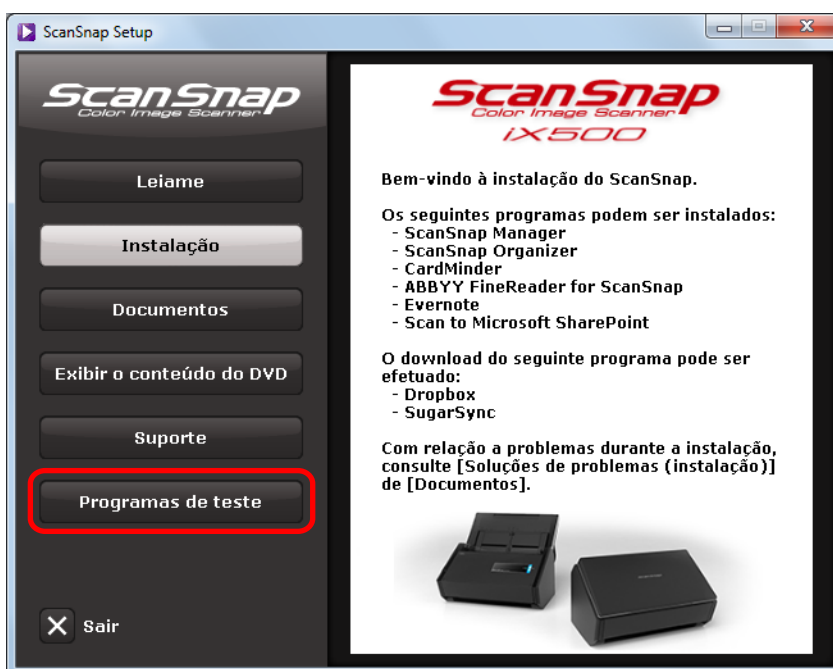 ScanSnap Setup
ScanSnap
Color Image Scanner
Leiame
Instalação
Documentos
Exibir o conteúdo do DVD
Suporte
Programas de teste
Sair
ScanSnap
Color Image Scanner
iX500
Bem-vindo à instalação do ScanSnap.
Os seguintes programas podem ser instalados:
- ScanSnap Manager
- ScanSnap Organizer
- CardMinder
- ABBYY FineReader for ScanSnap
- Evernote
- Scan to Microsoft SharePoint
O download do seguinte programa pode ser
efetuado:
- Dropbox
- SugarSync
Com relação a problemas durante a instalação,
consulte [Soluções de problemas (instalação)]
de [Documentos].